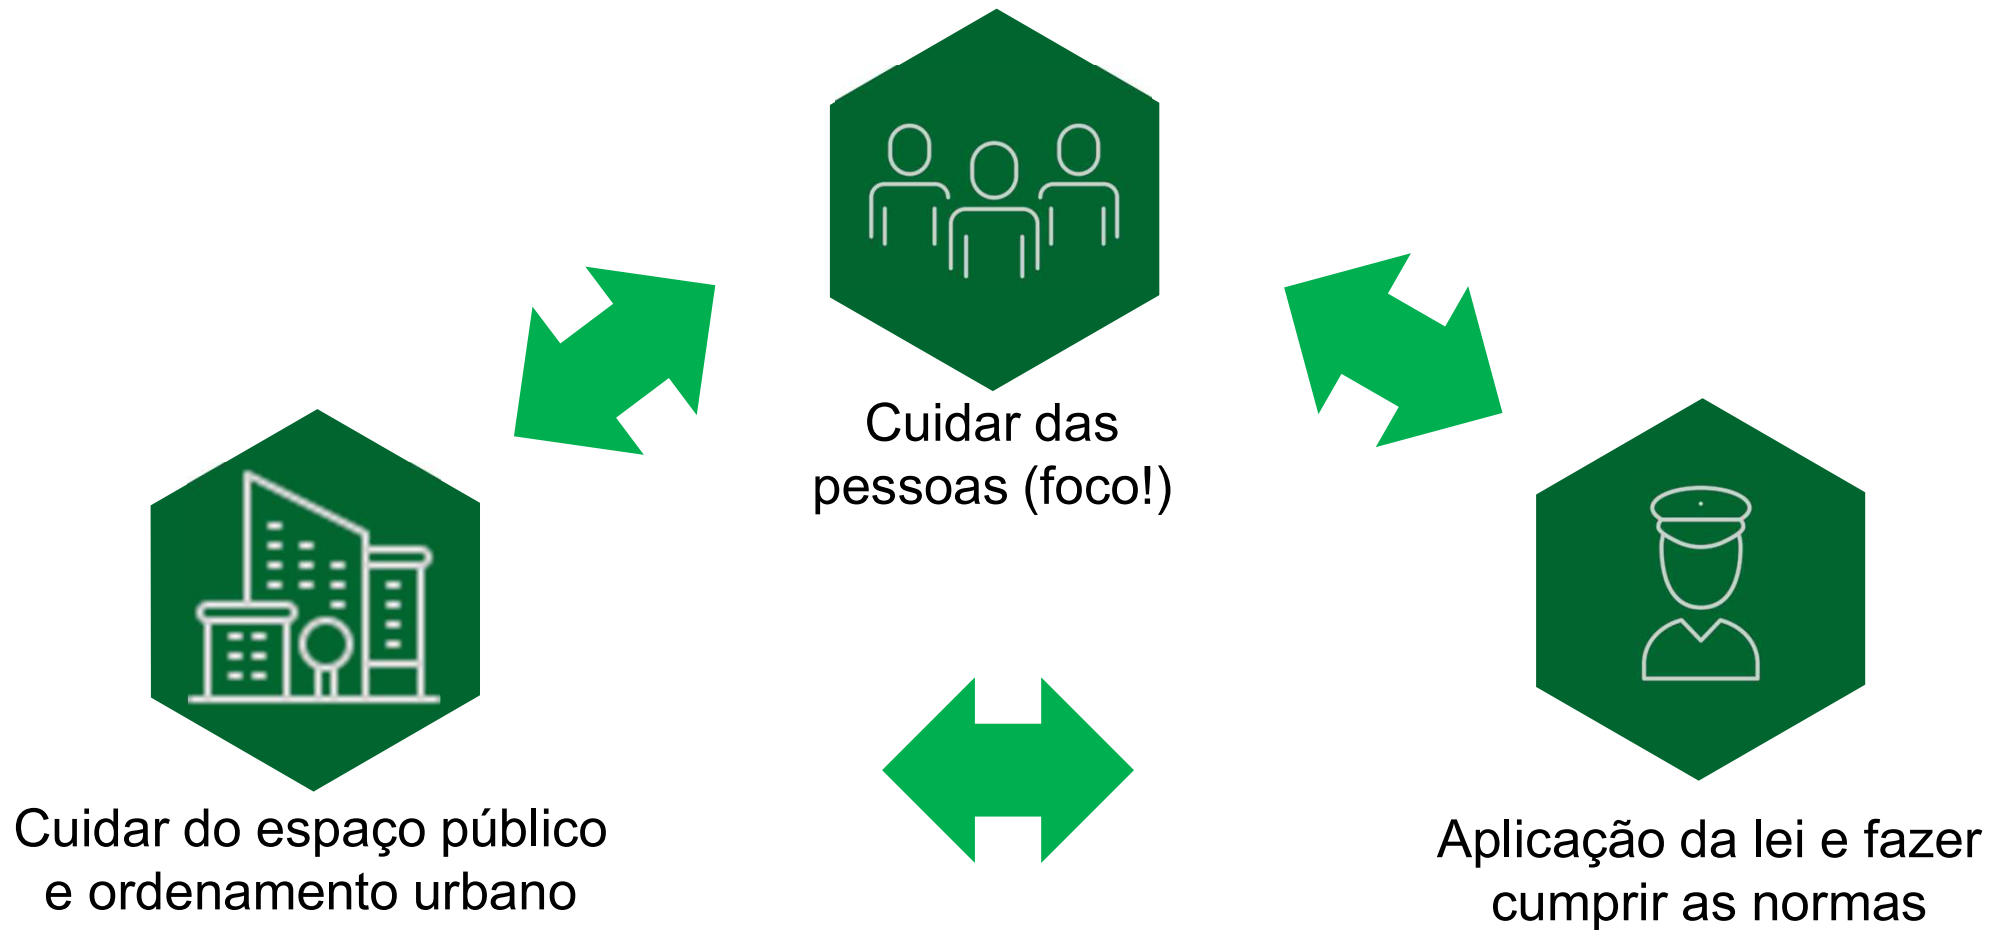 Cuidar das
pessoas (foco!)
Cuidar do espaço público
e ordenamento urbano
Aplicação da lei e fazer
cumprir as normas